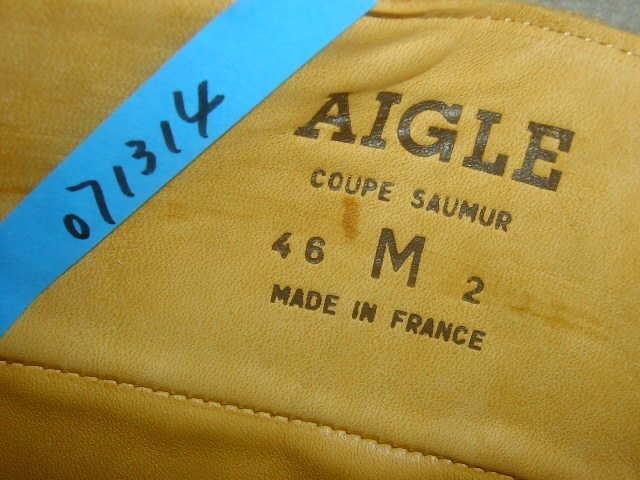 071314
AIGLE
COUPE SAUMUR
46 M 2
MADE IN FRANCE